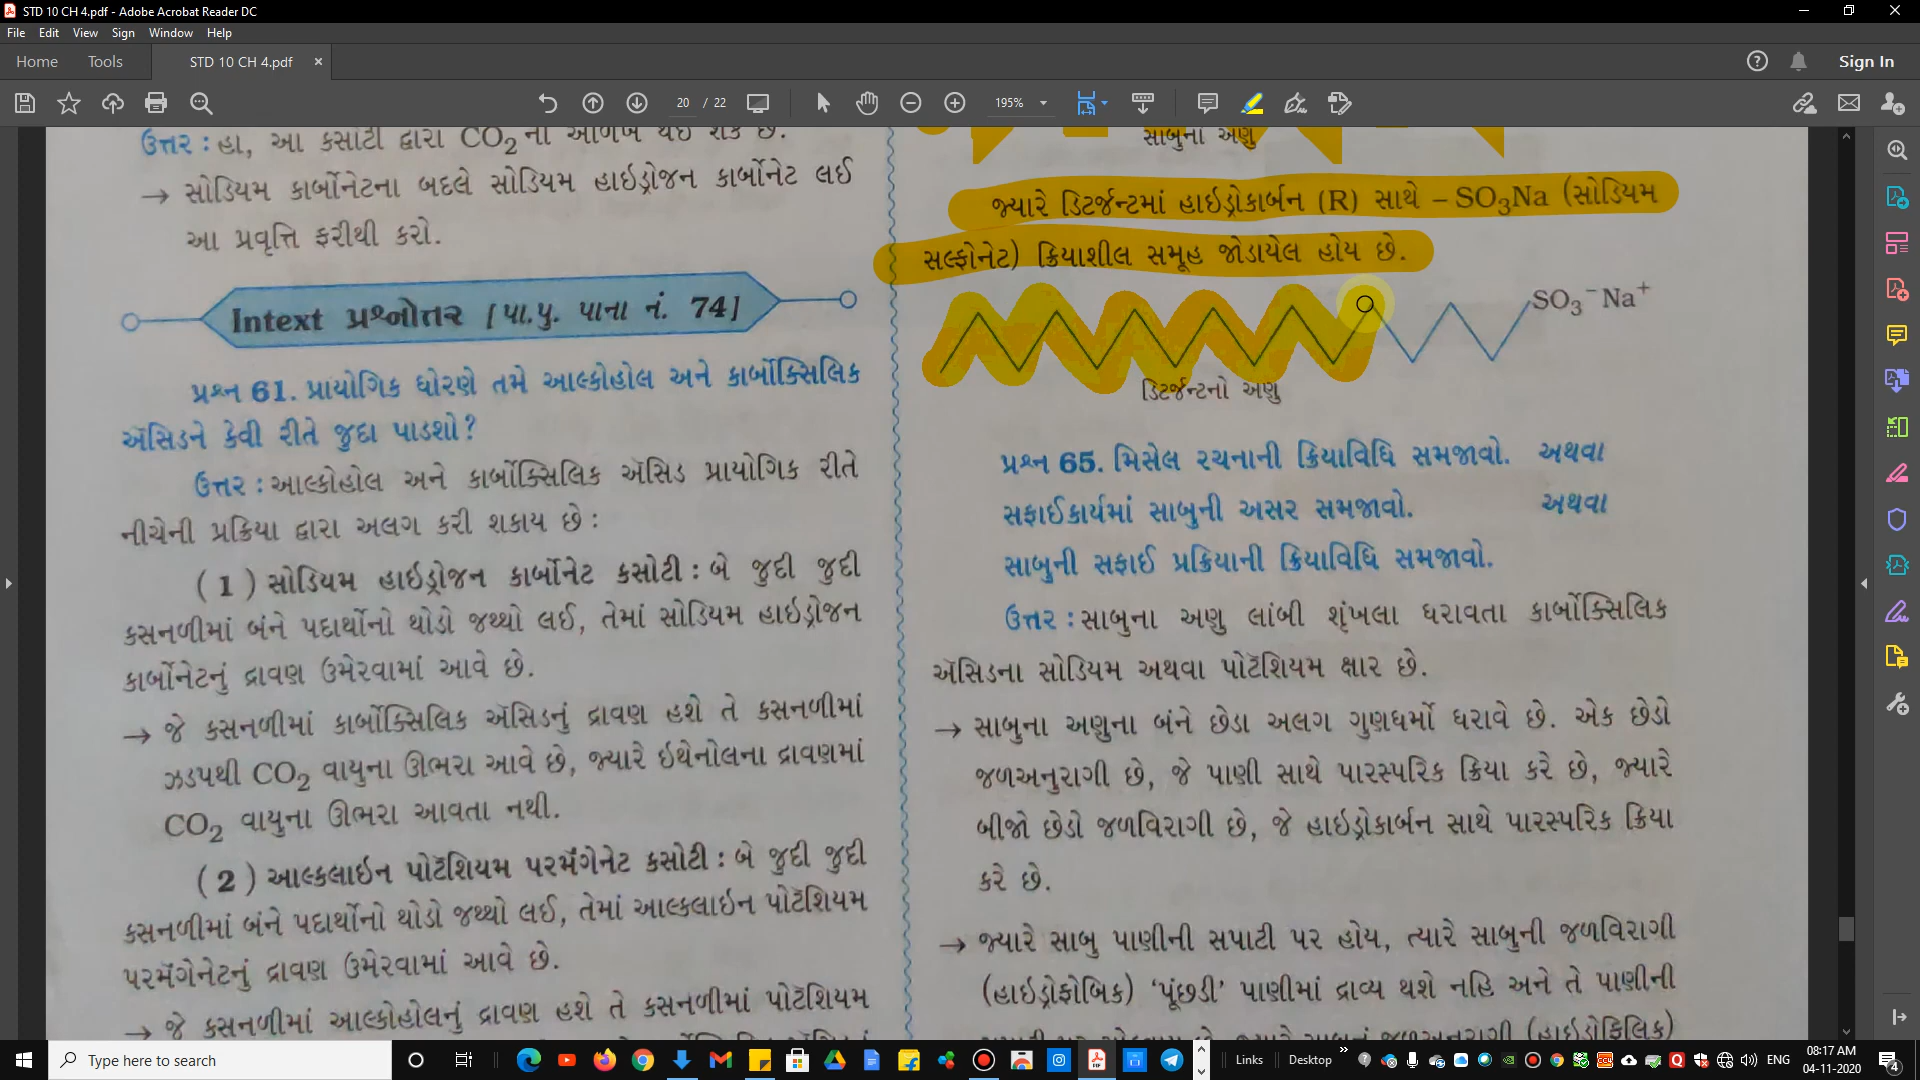 STD 10 CH 4.pdf - Adobe Acrobat Reader DC
File Edit View Sign Window Help
Home Tools STD 10 CH 4.pdf × Sign In
20 / 22 195%
ઉત્તર : હા, આ કસોટી દ્વારા CO₂ની ઓળખ થઈ શકે છે.
→ સોડિયમ કાર્બોનેટના બદલે સોડિયમ હાઇડ્રોજન કાર્બોનેટ લઈ
આ પ્રવૃત્તિ ફરીથી કરો.
Intext પ્રશ્નોત્તર [પા.પુ. પાના નં. 74]
પ્રશ્ન 61. પ્રાયોગિક ધોરણે તમે આલ્કોહોલ અને કાર્બોક્સિલિક
ઍસિડને કેવી રીતે જુદા પાડશો?
ઉત્તર : આલ્કોહોલ અને કાર્બોક્સિલિક ઍસિડ પ્રાયોગિક રીતે
નીચેની પ્રક્રિયા દ્વારા અલગ કરી શકાય છે :
(1) સોડિયમ હાઇડ્રોજન કાર્બોનેટ કસોટી : બે જુદી જુદી
કસનળીમાં બંને પદાર્થોનો થોડો જથ્થો લઈ, તેમાં સોડિયમ હાઇડ્રોજન
કાર્બોનેટનું દ્રાવણ ઉમેરવામાં આવે છે.
→ જે કસનળીમાં કાર્બોક્સિલિક ઍસિડનું દ્રાવણ હશે તે કસનળીમાં
ઝડપથી CO₂ વાયુના ઊભરા આવે છે, જ્યારે ઇથેનોલના દ્રાવણમાં
CO₂ વાયુના ઊભરા આવતા નથી.
(2) આલ્કલાઇન પોટૅશિયમ પરમેંગેનેટ કસોટી : બે જુદી જુદી
કસનળીમાં બંને પદાર્થોનો થોડો જથ્થો લઈ, તેમાં આલ્કલાઇન પોટૅશિયમ
પરમેંગેનેટનું દ્રાવણ ઉમેરવામાં આવે છે.
→ જે કસનળીમાં આલ્કોહોલનું દ્રાવણ હશે તે કસનળીમાં પોટૅશિયમ
સાબુનો અણુ
જ્યારે ડિટર્જન્ટમાં હાઇડ્રોકાર્બન (R) સાથે – SO₃Na (સોડિયમ
સલ્ફોનેટ) ક્રિયાશીલ સમૂહ જોડાયેલ હોય છે.
SO₃⁻Na⁺
ડિટર્જન્ટનો અણુ
પ્રશ્ન 65. મિસેલ રચનાની ક્રિયાવિધિ સમજાવો. અથવા
સફાઈકાર્યમાં સાબુની અસર સમજાવો. અથવા
સાબુની સફાઈ પ્રક્રિયાની ક્રિયાવિધિ સમજાવો.
ઉત્તર : સાબુના અણુ લાંબી શૃંખલા ધરાવતા કાર્બોક્સિલિક
ઍસિડના સોડિયમ અથવા પોટૅશિયમ ક્ષાર છે.
→ સાબુના અણુના બંને છેડા અલગ ગુણધર્મો ધરાવે છે. એક છેડો
જળઅનુરાગી છે, જે પાણી સાથે પારસ્પરિક ક્રિયા કરે છે, જ્યારે
બીજો છેડો જળવિરાગી છે, જે હાઇડ્રોકાર્બન સાથે પારસ્પરિક ક્રિયા
કરે છે.
→ જ્યારે સાબુ પાણીની સપાટી પર હોય, ત્યારે સાબુની જળવિરાગી
(હાઇડ્રોફોબિક) ‘પૂંછડી’ પાણીમાં દ્રાવ્ય થશે નહિ અને તે પાણીની
Type here to search
Links Desktop ENG
08:17 AM
04-11-2020